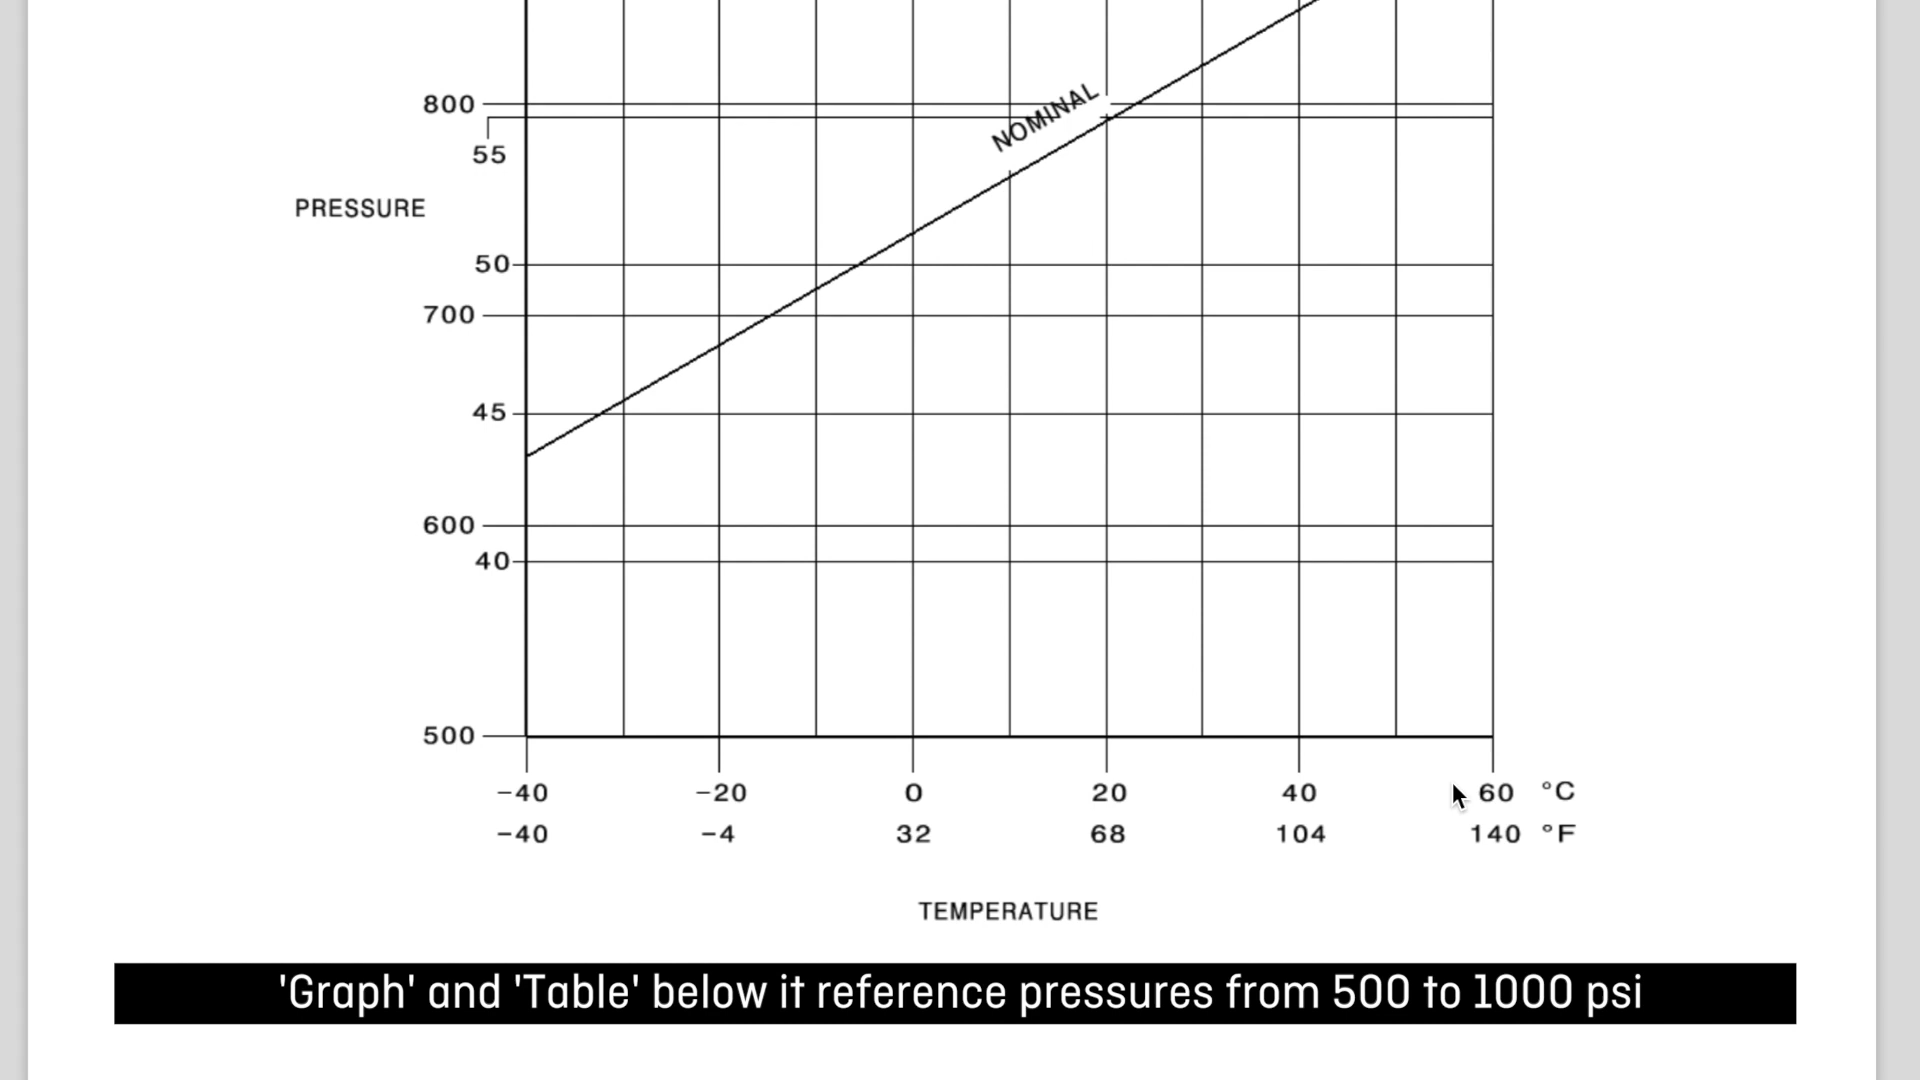 800
NOMINAL
55
PRESSURE
50
700
45
600
40
500
−40 −20 0 20 40 60 °C
−40 −4 32 68 104 140 °F
TEMPERATURE
'Graph' and 'Table' below it reference pressures from 500 to 1000 psi